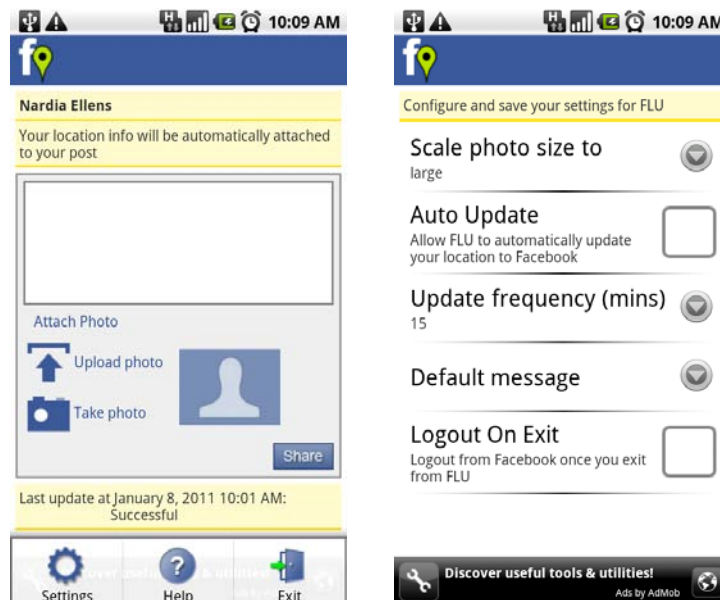 10:09 AM
f
Nardia Ellens
Your location info will be automatically attached
to your post
Attach Photo
Upload photo
Take photo
Share
Last update at January 8, 2011 10:01 AM:
Successful
Settings
Help
Exit
H
10:09 AM
f
Configure and save your settings for FLU
Scale photo size to
large
Auto Update
Allow FLU to automatically update
your location to Facebook
Update frequency (mins)
15
Default message
Logout On Exit
Logout from Facebook once you exit
from FLU
Discover useful tools & utilities!
Ads by AdMob